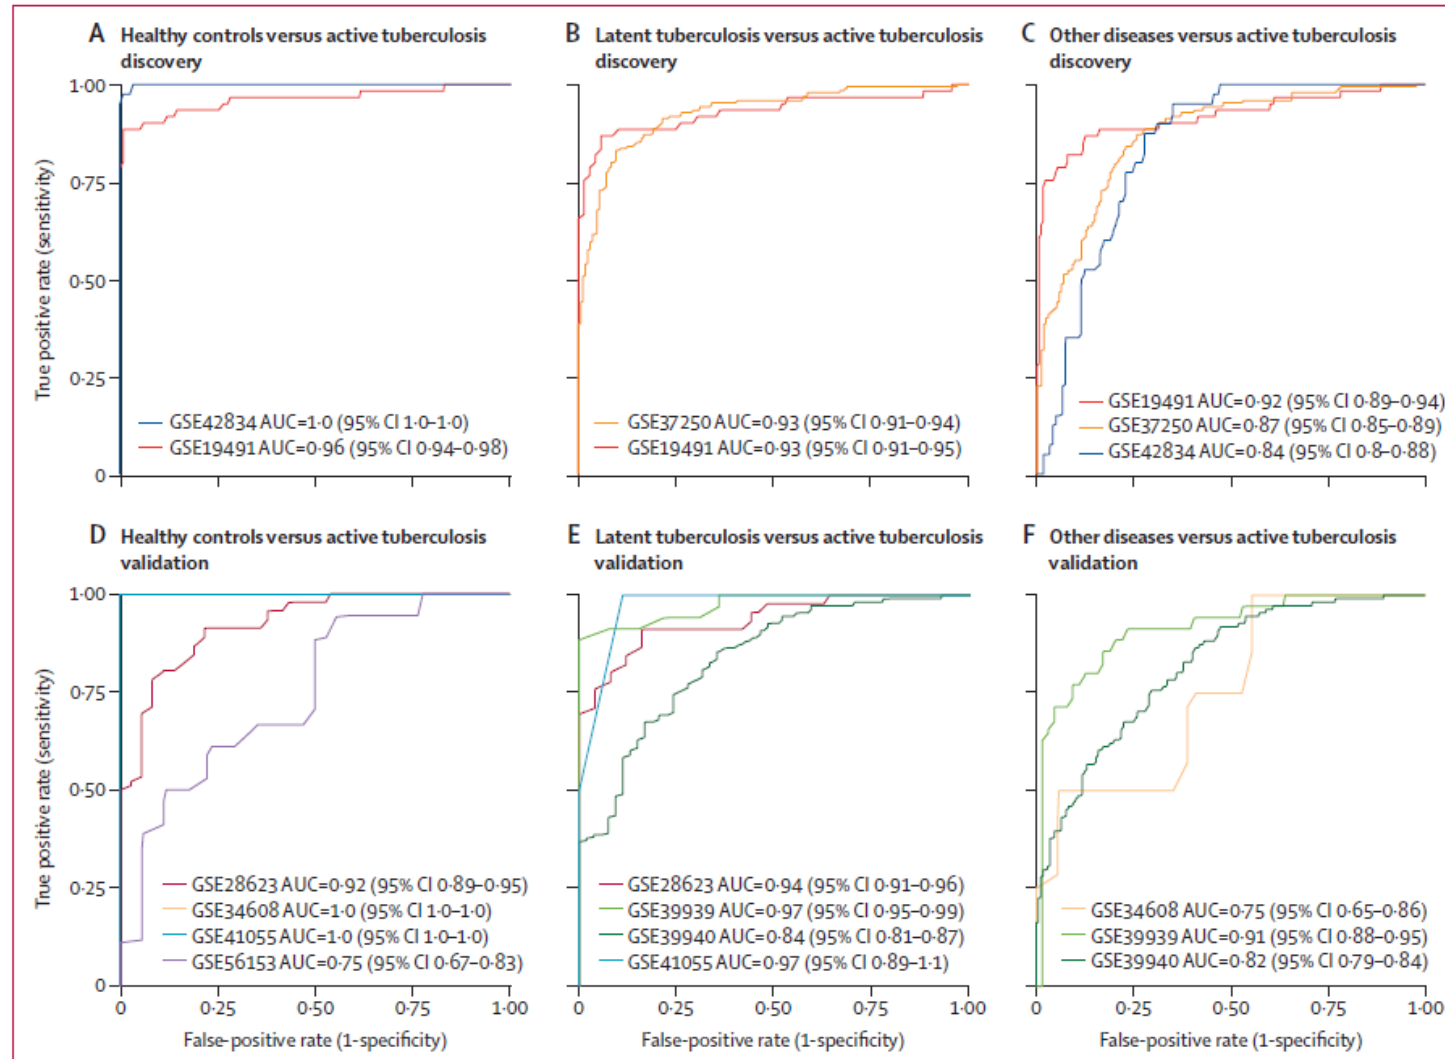 A Healthy controls versus active tuberculosis
discovery
B Latent tuberculosis versus active tuberculosis
discovery
C Other diseases versus active tuberculosis
discovery
True positive rate (sensitivity)
1·00
0·75
0·50
0·25
0
GSE42834 AUC=1·0 (95% CI 1·0–1·0)
GSE19491 AUC=0·96 (95% CI 0·94–0·98)
GSE37250 AUC=0·93 (95% CI 0·91–0·94)
GSE19491 AUC=0·93 (95% CI 0·91–0·95)
GSE19491 AUC=0·92 (95% CI 0·89–0·94)
GSE37250 AUC=0·87 (95% CI 0·85–0·89)
GSE42834 AUC=0·84 (95% CI 0·8–0·88)
D Healthy controls versus active tuberculosis
validation
E Latent tuberculosis versus active tuberculosis
validation
F Other diseases versus active tuberculosis
validation
True positive rate (sensitivity)
1·00
0·75
0·50
0·25
0
GSE28623 AUC=0·92 (95% CI 0·89–0·95)
GSE34608 AUC=1·0 (95% CI 1·0–1·0)
GSE41055 AUC=1·0 (95% CI 1·0–1·0)
GSE56153 AUC=0·75 (95% CI 0·67–0·83)
GSE28623 AUC=0·94 (95% CI 0·91–0·96)
GSE39939 AUC=0·97 (95% CI 0·95–0·99)
GSE39940 AUC=0·84 (95% CI 0·81–0·87)
GSE41055 AUC=0·97 (95% CI 0·89–1·1)
GSE34608 AUC=0·75 (95% CI 0·65–0·86)
GSE39939 AUC=0·91 (95% CI 0·88–0·95)
GSE39940 AUC=0·82 (95% CI 0·79–0·84)
0 0·25 0·50 0·75 1·00
0 0·25 0·50 0·75 1·00
0 0·25 0·50 0·75 1·00
False-positive rate (1-specificity)
False-positive rate (1-specificity)
False-positive rate (1-specificity)